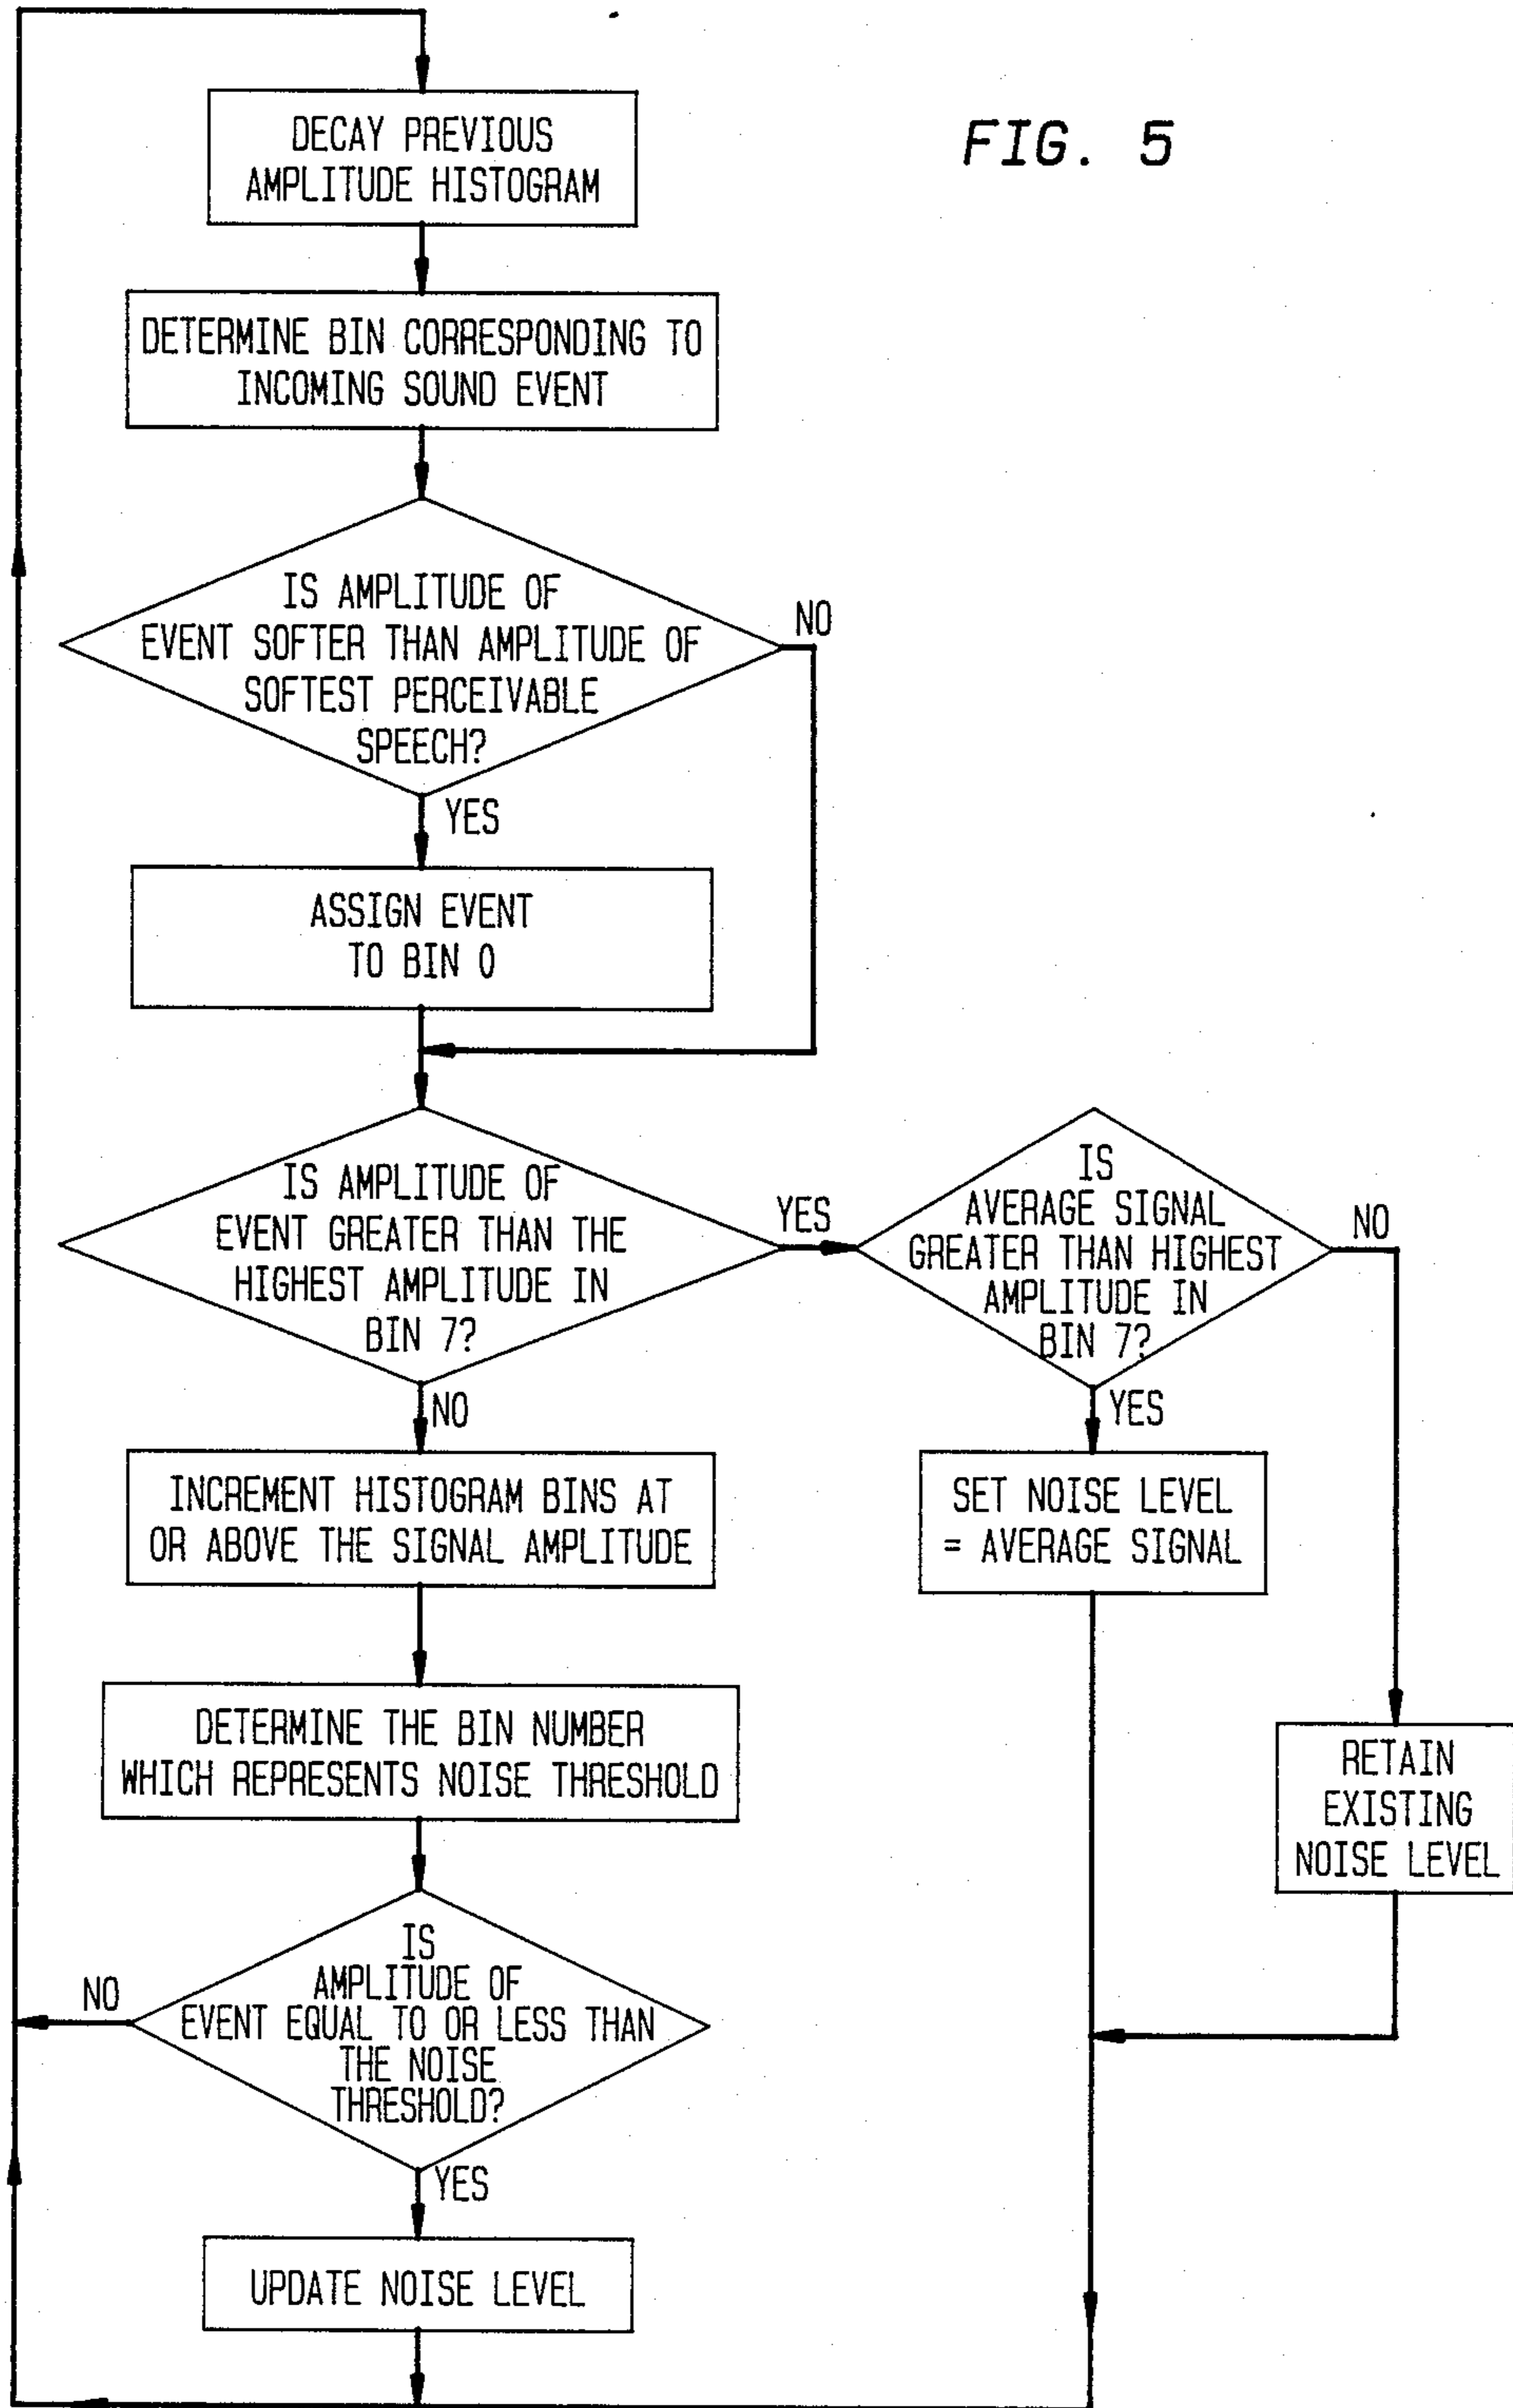 FIG. 5
DECAY PREVIOUS
AMPLITUDE HISTOGRAM
DETERMINE BIN CORRESPONDING TO
INCOMING SOUND EVENT
IS AMPLITUDE OF
EVENT SOFTER THAN AMPLITUDE OF
SOFTEST PERCEIVABLE
SPEECH?
NO
YES
ASSIGN EVENT
TO BIN 0
IS AMPLITUDE OF
EVENT GREATER THAN THE
HIGHEST AMPLITUDE IN
BIN 7?
YES
IS
AVERAGE SIGNAL
GREATER THAN HIGHEST
AMPLITUDE IN
BIN 7?
NO
NO
YES
INCREMENT HISTOGRAM BINS AT
OR ABOVE THE SIGNAL AMPLITUDE
SET NOISE LEVEL
= AVERAGE SIGNAL
DETERMINE THE BIN NUMBER
WHICH REPRESENTS NOISE THRESHOLD
RETAIN
EXISTING
NOISE LEVEL
IS
AMPLITUDE OF
EVENT EQUAL TO OR LESS THAN
THE NOISE
THRESHOLD?
NO
YES
UPDATE NOISE LEVEL